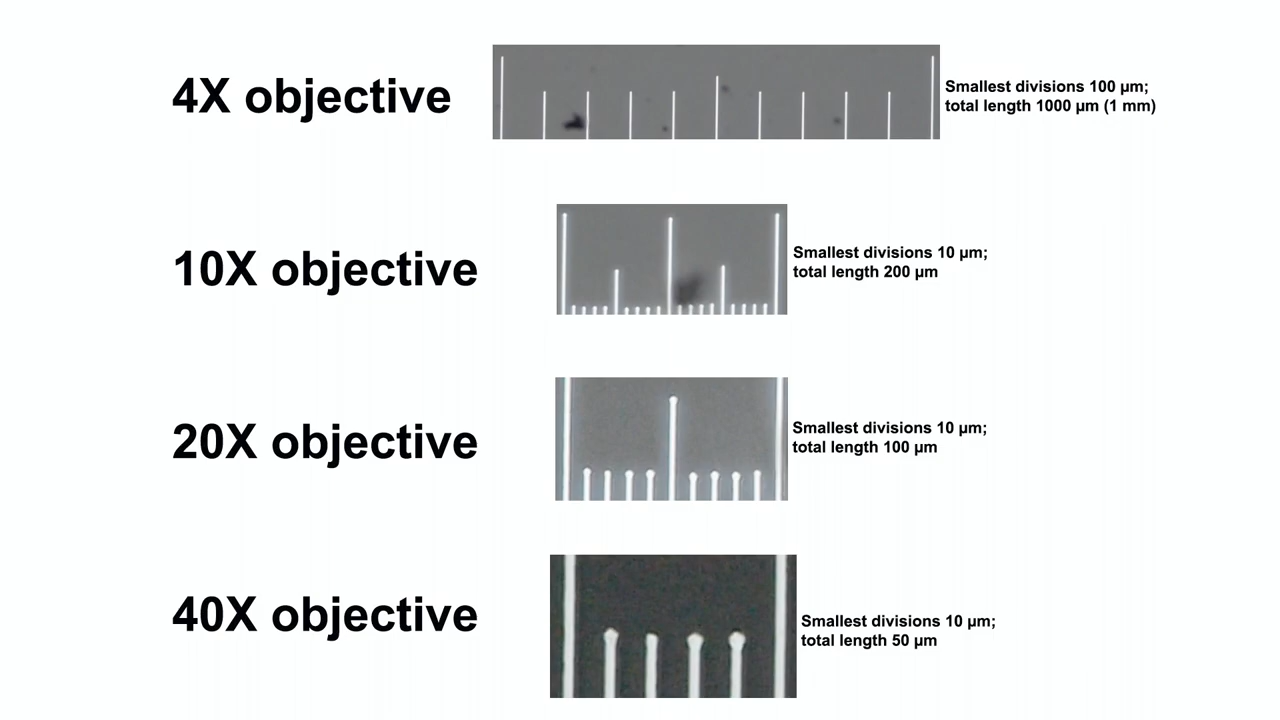 4X objective
Smallest divisions 100 µm;
total length 1000 µm (1 mm)
10X objective
Smallest divisions 10 µm;
total length 200 µm
20X objective
Smallest divisions 10 µm;
total length 100 µm
40X objective
Smallest divisions 10 µm;
total length 50 µm